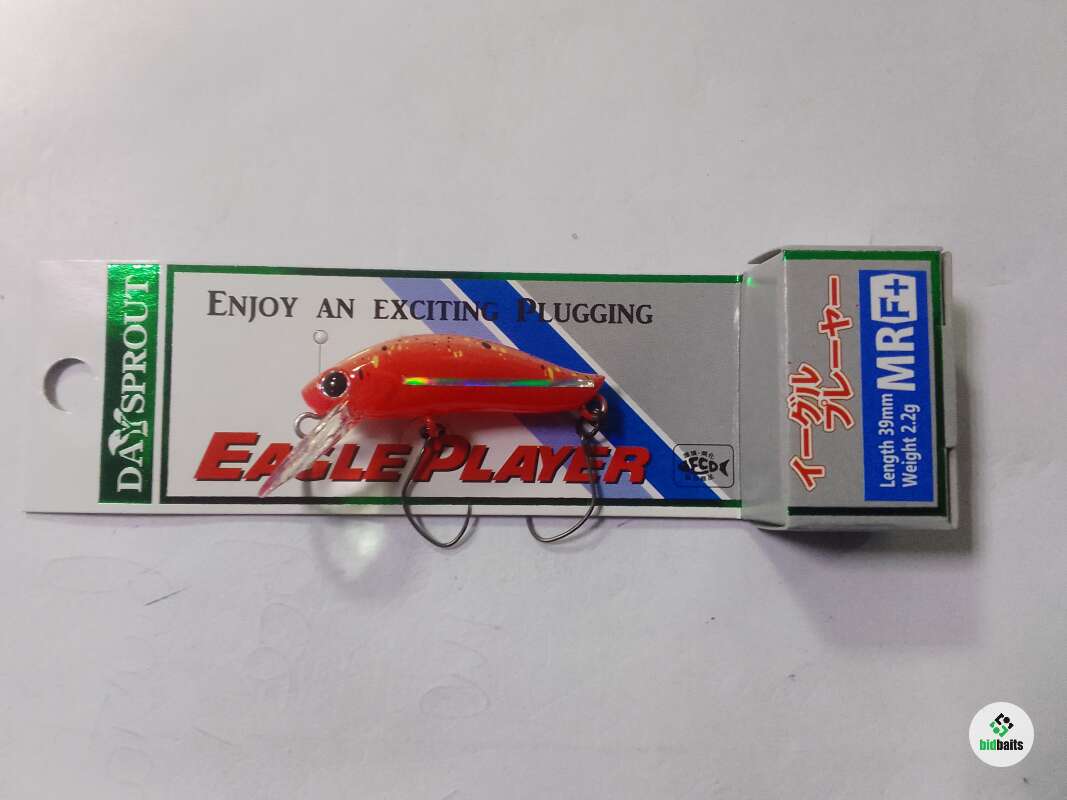 DAYSPROUT
ENJOY AN EXCITING PLUGGING
EAGLE PLAYER
FCD
イーグル
プレーヤー
Length 39mm
Weight 2.2g
MR F+
bidbaits